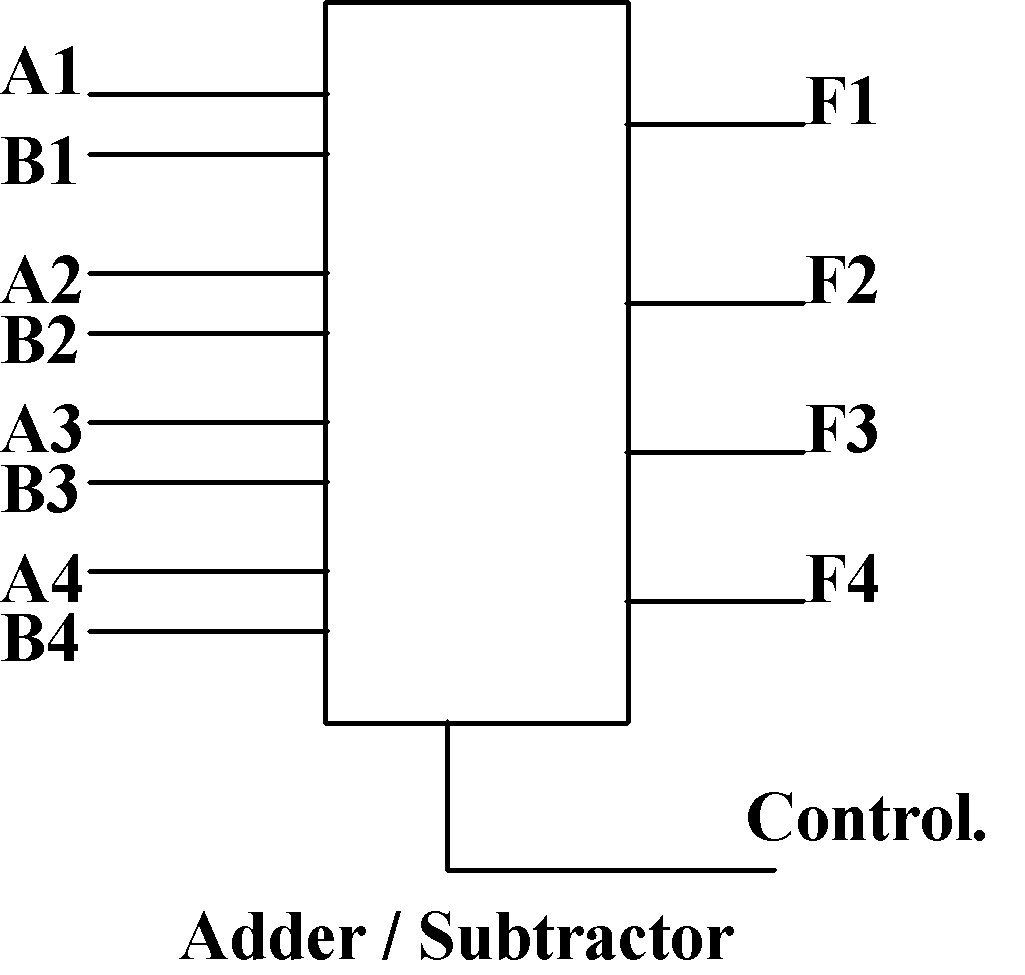 A1
F1
B1
A2
F2
B2
A3
F3
B3
A4
F4
B4
Control.
Adder / Subtractor